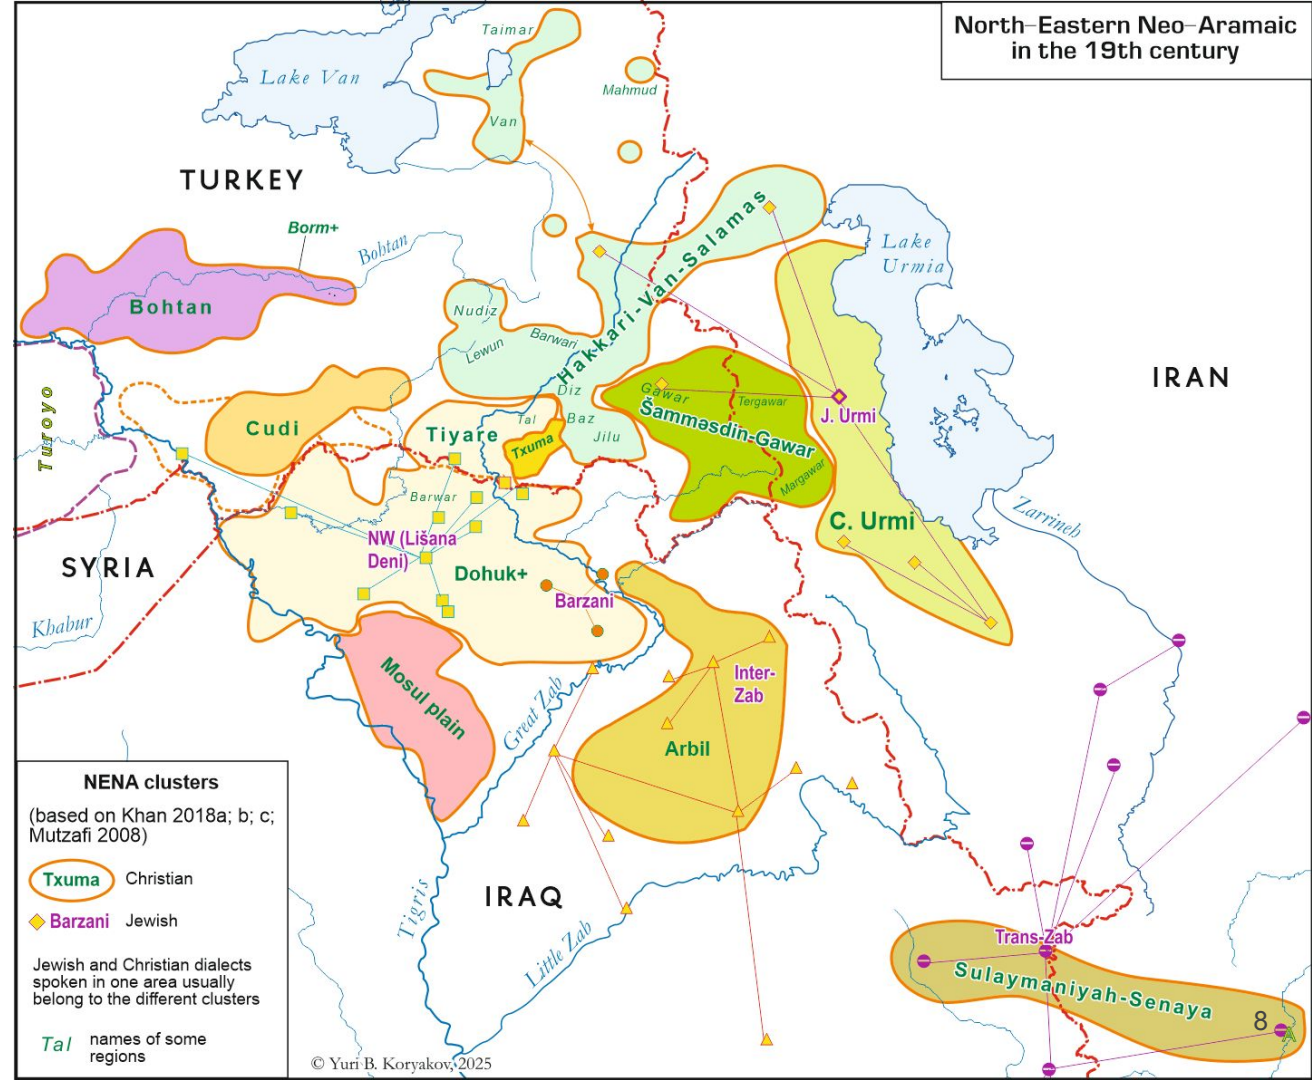 North-Eastern Neo-Aramaic
in the 19th century
Taimar
Lake Van
Mahmud
Van
TURKEY
Borm+
Bohtan
Bohtan
Hakkari-Van-Salamas
Lake
Urmia
Nudiz
Lewun
Barwari
IRAN
Diz
Gawar
Tergawar
Šamməsdin-Gawar
Margawar
J. Urmi
Turoyo
Cudi
Tiyare
Tal
Baz
Jilu
Txuma
Barwar
C. Urmi
Zarrineh
NW (Lišana
Deni)
Dohuk+
Barzani
SYRIA
Khabur
Mosul plain
Great Zab
Inter-
Zab
Arbil
IRAQ
Tigris
Little Zab
Trans-Zab
Sulaymaniyah-Senaya
8
A
NENA clusters
(based on Khan 2018a; b; c;
Mutzafi 2008)
Txuma Christian
Barzani Jewish
Jewish and Christian dialects
spoken in one area usually
belong to the different clusters
Tal names of some
regions
© Yuri B. Koryakov, 2025